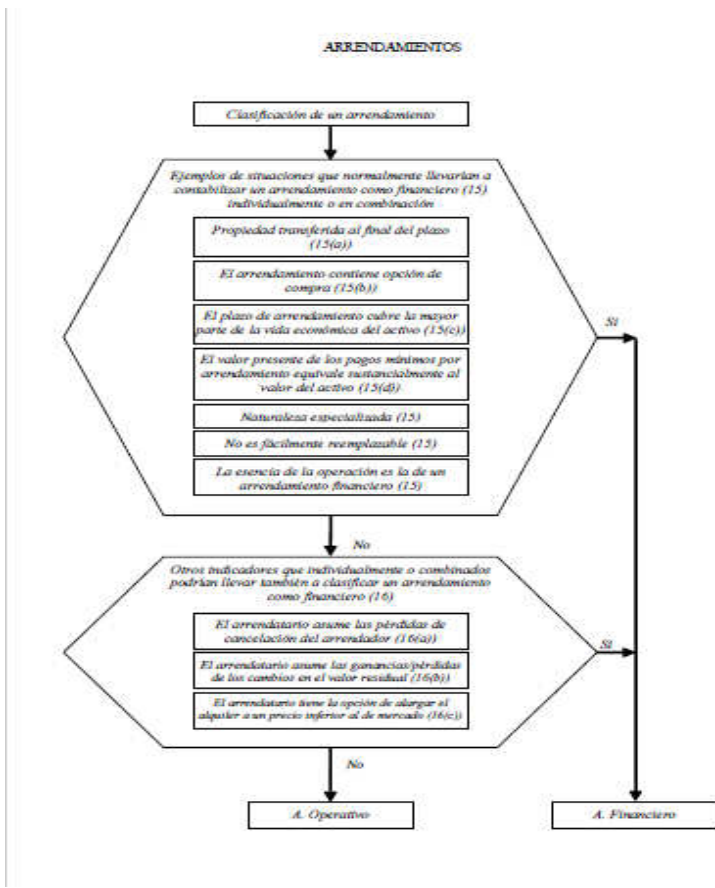 ARRENDAMIENTOS
Clasificación de un arrendamiento
Ejemplos de situaciones que normalmente llevarían a
contabilizar un arrendamiento como financiero (15)
individualmente o en combinación
Propiedad transferida al final del plazo
(15(a))
El arrendamiento contiene opción de
compra (15(b))
El plazo de arrendamiento cubre la mayor
parte de la vida económica del activo (15(c))
El valor presente de los pagos mínimos por
arrendamiento equivale sustancialmente al
valor del activo (15(d))
Naturaleza especializada (15)
No es fácilmente reemplazable (15)
La esencia de la operación es la de un
arrendamiento financiero (15)
Si
No
Otros indicadores que individualmente o combinados
podrían llevar también a clasificar un arrendamiento
como financiero (16)
El arrendatario asume las pérdidas de
cancelación del arrendador (16(a))
El arrendatario asume las ganancias/pérdidas
de los cambios en el valor residual (16(b))
El arrendatario tiene la opción de alargar el
alquiler a un precio inferior al de mercado (16(c))
Si
No
A. Operativo
A. Financiero